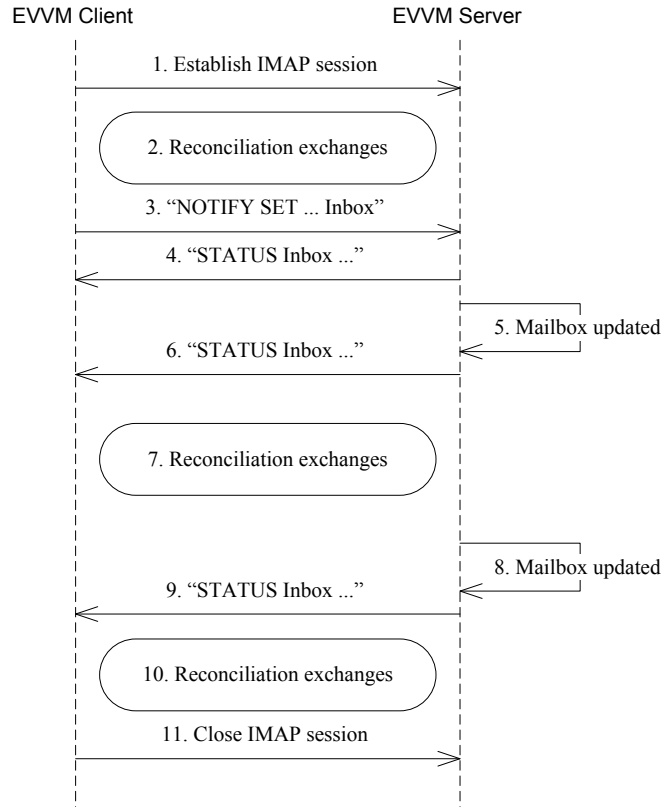 EVVM Client
EVVM Server
1. Establish IMAP session
2. Reconciliation exchanges
3. “NOTIFY SET ... Inbox”
4. “STATUS Inbox ...”
5. Mailbox updated
6. “STATUS Inbox ...”
7. Reconciliation exchanges
8. Mailbox updated
9. “STATUS Inbox ...”
10. Reconciliation exchanges
11. Close IMAP session